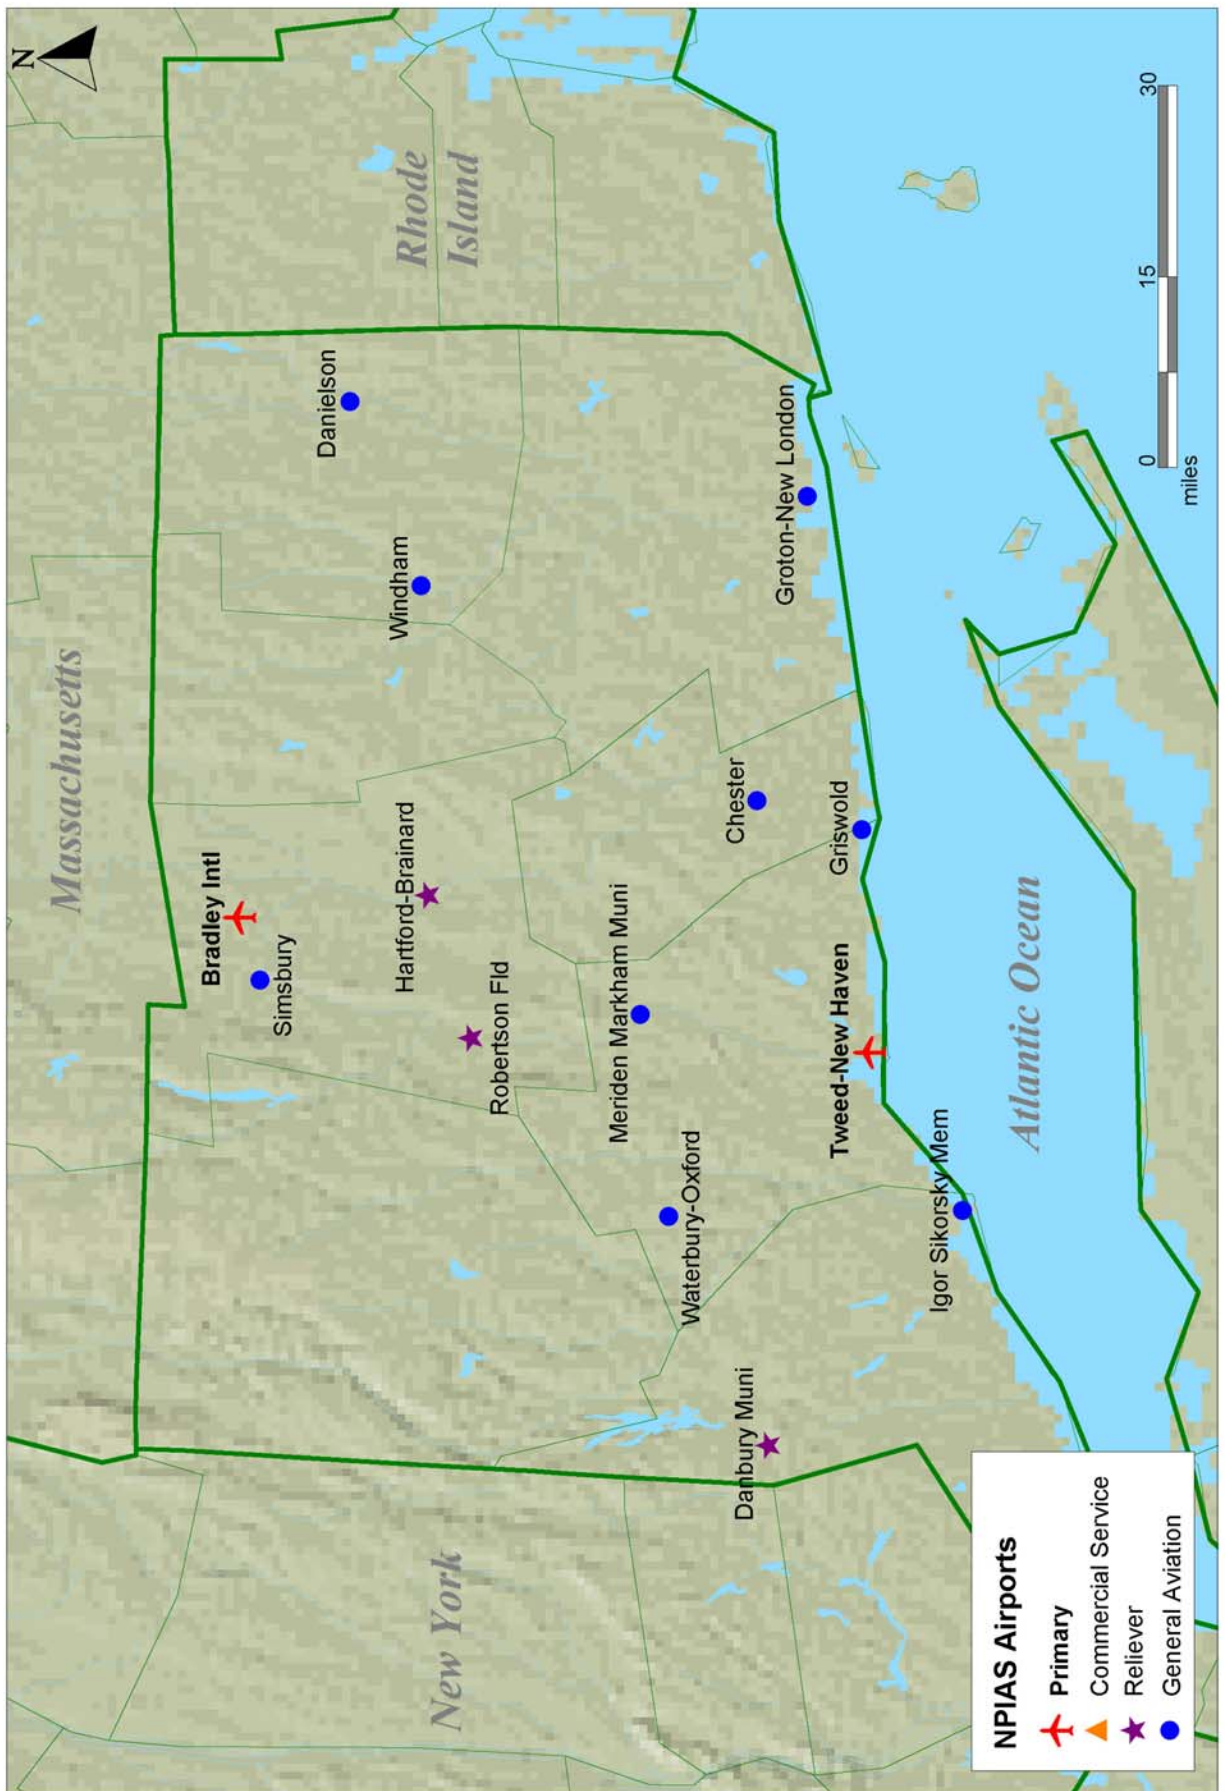 N
Massachusetts
New York
Rhode
Island
Bradley Intl
Simsbury
Danielson
Windham
Hartford-Brainard
Robertson Fld
Meriden Markham Muni
Waterbury-Oxford
Chester
Groton-New London
Danbury Muni
Griswold
Tweed-New Haven
Igor Sikorsky Mem
Atlantic Ocean
NPIAS Airports
Primary
Commercial Service
Reliever
General Aviation
0 15 30
miles